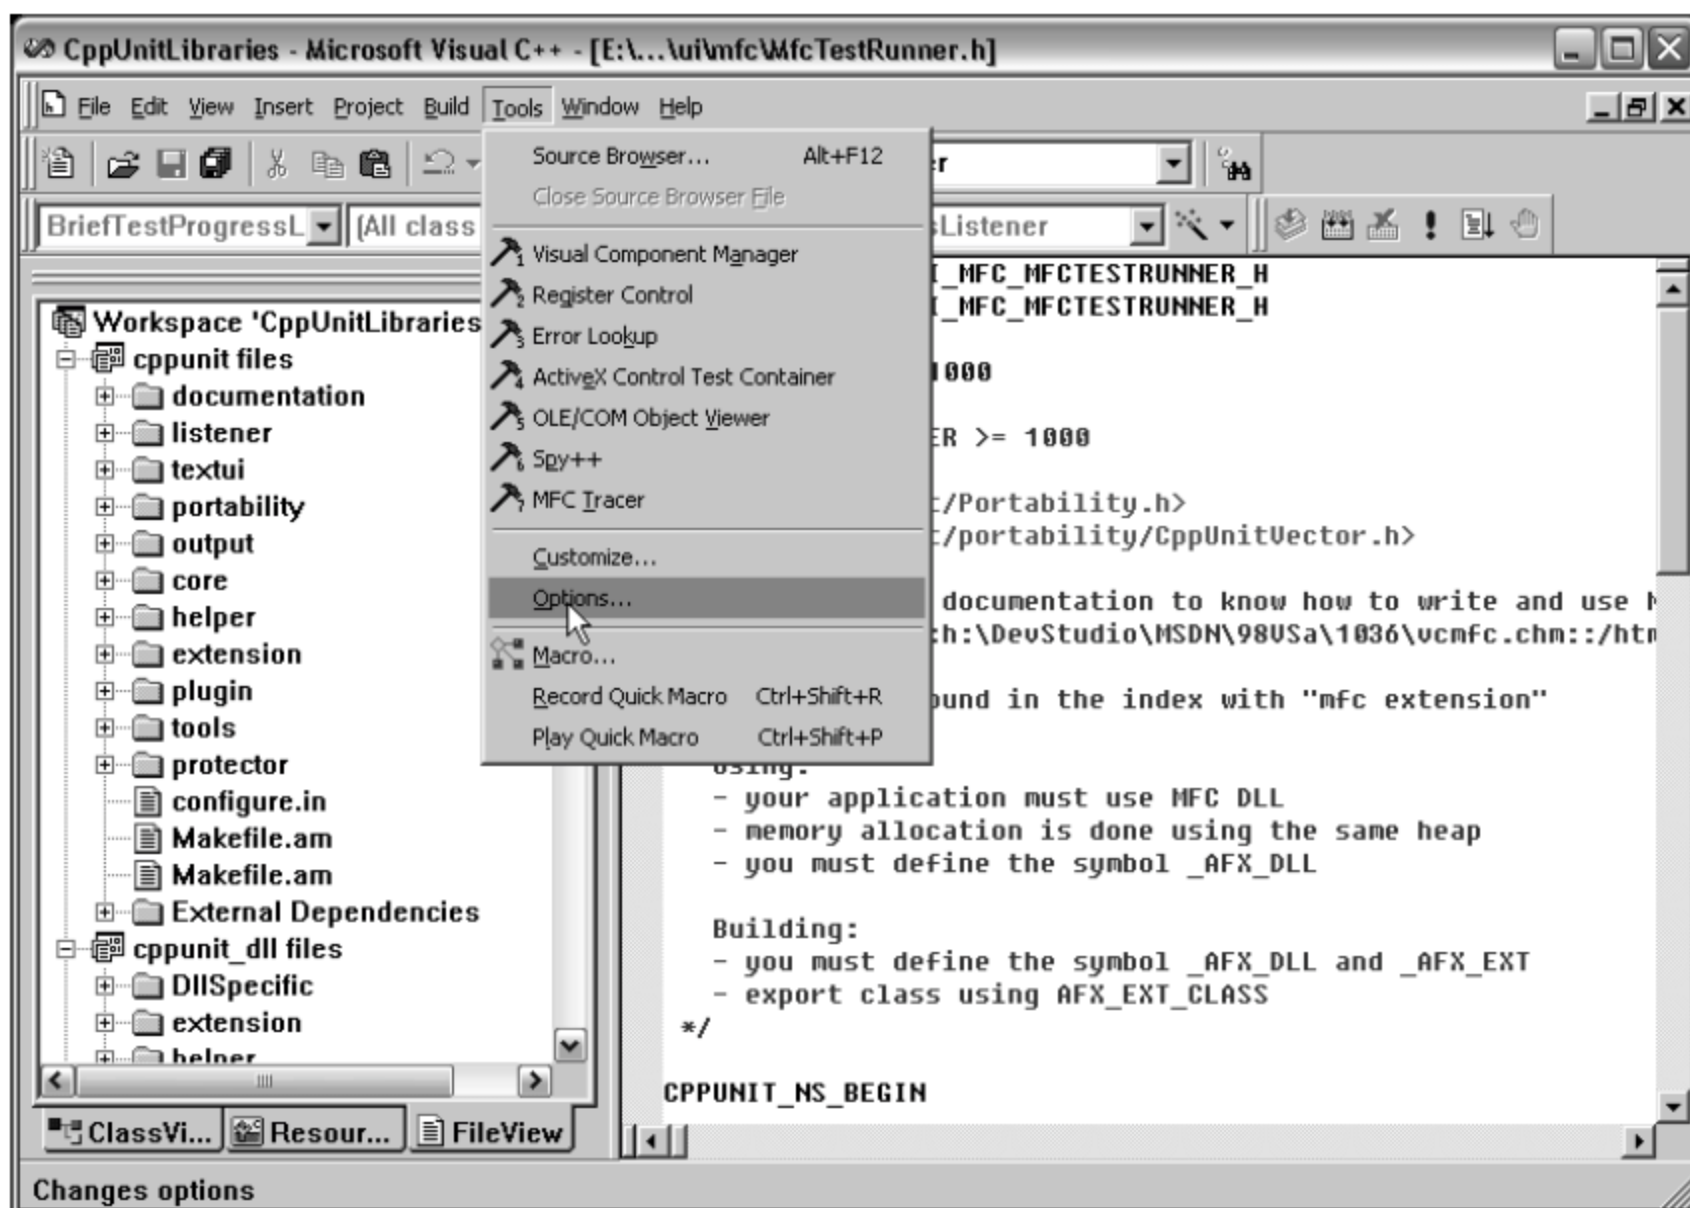 CppUnitLibraries - Microsoft Visual C++ - [E:\...\ui\mfc\MfcTestRunner.h]
File Edit View Insert Project Build Tools Window Help
BriefTestProgressL
(All class
sListener
Source Browser... Alt+F12
Close Source Browser File
Visual Component Manager
Register Control
Error Lookup
ActiveX Control Test Container
OLE/COM Object Viewer
Spy++
MFC Tracer
Customize...
Options...
Macro...
Record Quick Macro Ctrl+Shift+R
Play Quick Macro Ctrl+Shift+P
Workspace 'CppUnitLibraries
cppunit files
documentation
listener
textui
portability
output
core
helper
extension
plugin
tools
protector
configure.in
Makefile.am
Makefile.am
External Dependencies
cppunit_dll files
DllSpecific
extension
helper
ClassVi... Resour... FileView
I_MFC_MFCTESTRUNNER_H
I_MFC_MFCTESTRUNNER_H
1000
ER >= 1000
t/Portability.h>
t/portability/CppUnitVector.h>
documentation to know how to write and use
:h:\DevStudio\MSDN\98VSa\1036\vcmfc.chm::/htm
ound in the index with "mfc extension"
Using:
- your application must use MFC DLL
- memory allocation is done using the same heap
- you must define the symbol _AFX_DLL
Building:
- you must define the symbol _AFX_DLL and _AFX_EXT
- export class using AFX_EXT_CLASS
*/
CPPUNIT_NS_BEGIN
Changes options